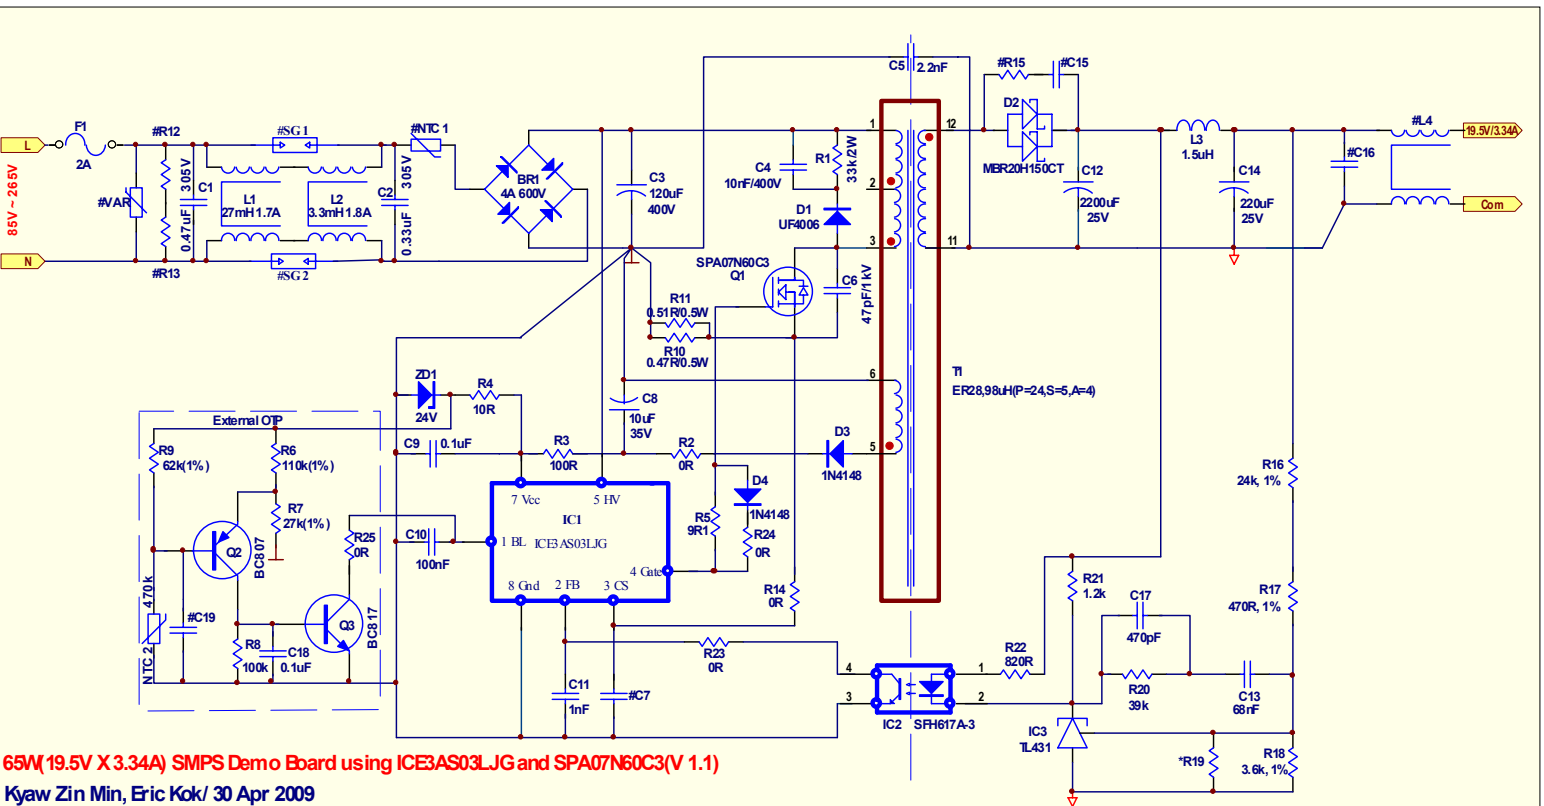 C5
2.2nF
#R15
#C15
D2
MBR20H150CT
F1
2A
#R12
#SG1
#NTC1
L
85V ~ 265V
#VAR
0.47uF
305V
C1
L1
27mH 1.7A
L2
3.3mH 1.8A
C2
305V
0.33uF
N
#R13
#SG2
BR1
4A 600V
C3
120uF
400V
C4
10nF/400V
R1
33k/2W
D1
UF4006
1
2
3
12
11
C12
2200uF
25V
L3
1.5uH
C14
220uF
25V
#C16
#L4
19.5V/3.34A
Com
SPA07N60C3
Q1
C6
47pF/1kV
R11
0.51R/0.5W
R10
0.47R/0.5W
6
5
T1
ER28,98uH(P=24,S=5,A=4)
ZD1
24V
R4
10R
C8
10uF
35V
C9
0.1uF
R3
100R
R2
0R
D3
1N4148
External OTP
R9
62k(1%)
R6
110k(1%)
R7
27k(1%)
R25
0R
Q2
BC807
NTC 2
470k
#C19
R8
100k
C18
0.1uF
Q3
BC817
C10
100nF
7 Vcc
5 HV
IC1
1 BL
ICE3AS03LJG
4 Gate
8 Gnd
2 FB
3 CS
D4
1N4148
R5
9R1
R24
0R
R14
0R
R23
0R
C11
1nF
#C7
4
3
1
2
IC2
SFH617A-3
R22
820R
R21
1.2k
C17
470pF
R20
39k
C13
68nF
R16
24k, 1%
R17
470R, 1%
IC3
TL431
*R19
R18
3.6k, 1%
65W(19.5V X 3.34A) SMPS Demo Board using ICE3AS03LJG and SPA07N60C3(V 1.1)
Kyaw Zin Min, Eric Kok/ 30 Apr 2009